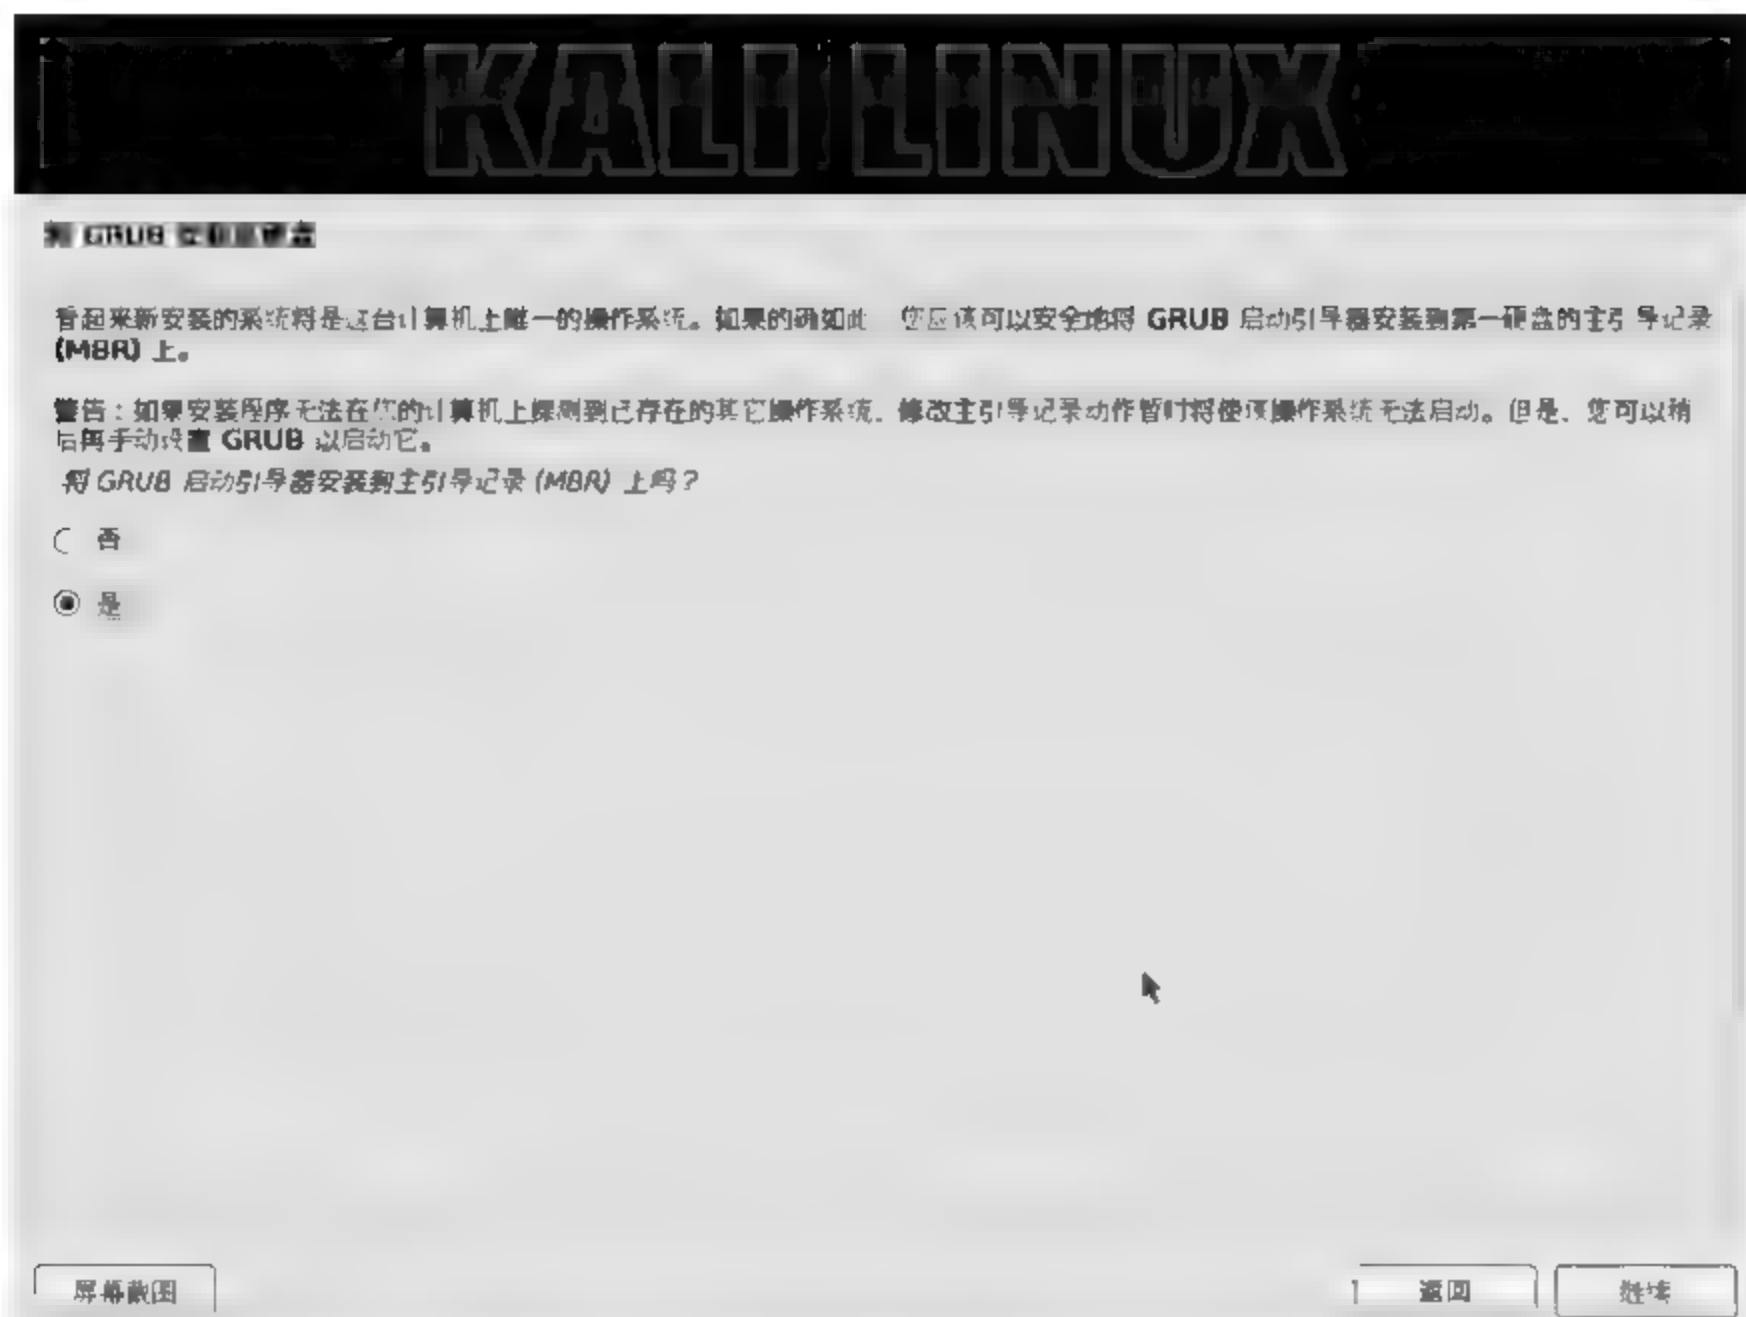 KALI LINUX
将 GRUB 安装至硬盘
看起来新安装的系统将是这台计算机上唯一的操作系统。如果的确如此，您应该可以安全地将 GRUB 启动引导器安装到第一硬盘的主引导记录
(MBR) 上。
警告：如果安装程序无法在您的计算机上探测到已存在的其它操作系统，修改主引导记录动作暂时将使该操作系统无法启动。但是，您可以稍
后再手动设置 GRUB 以启动它。
将 GRUB 启动引导器安装到主引导记录 (MBR) 上吗？
否
是
屏幕截图
返回
继续